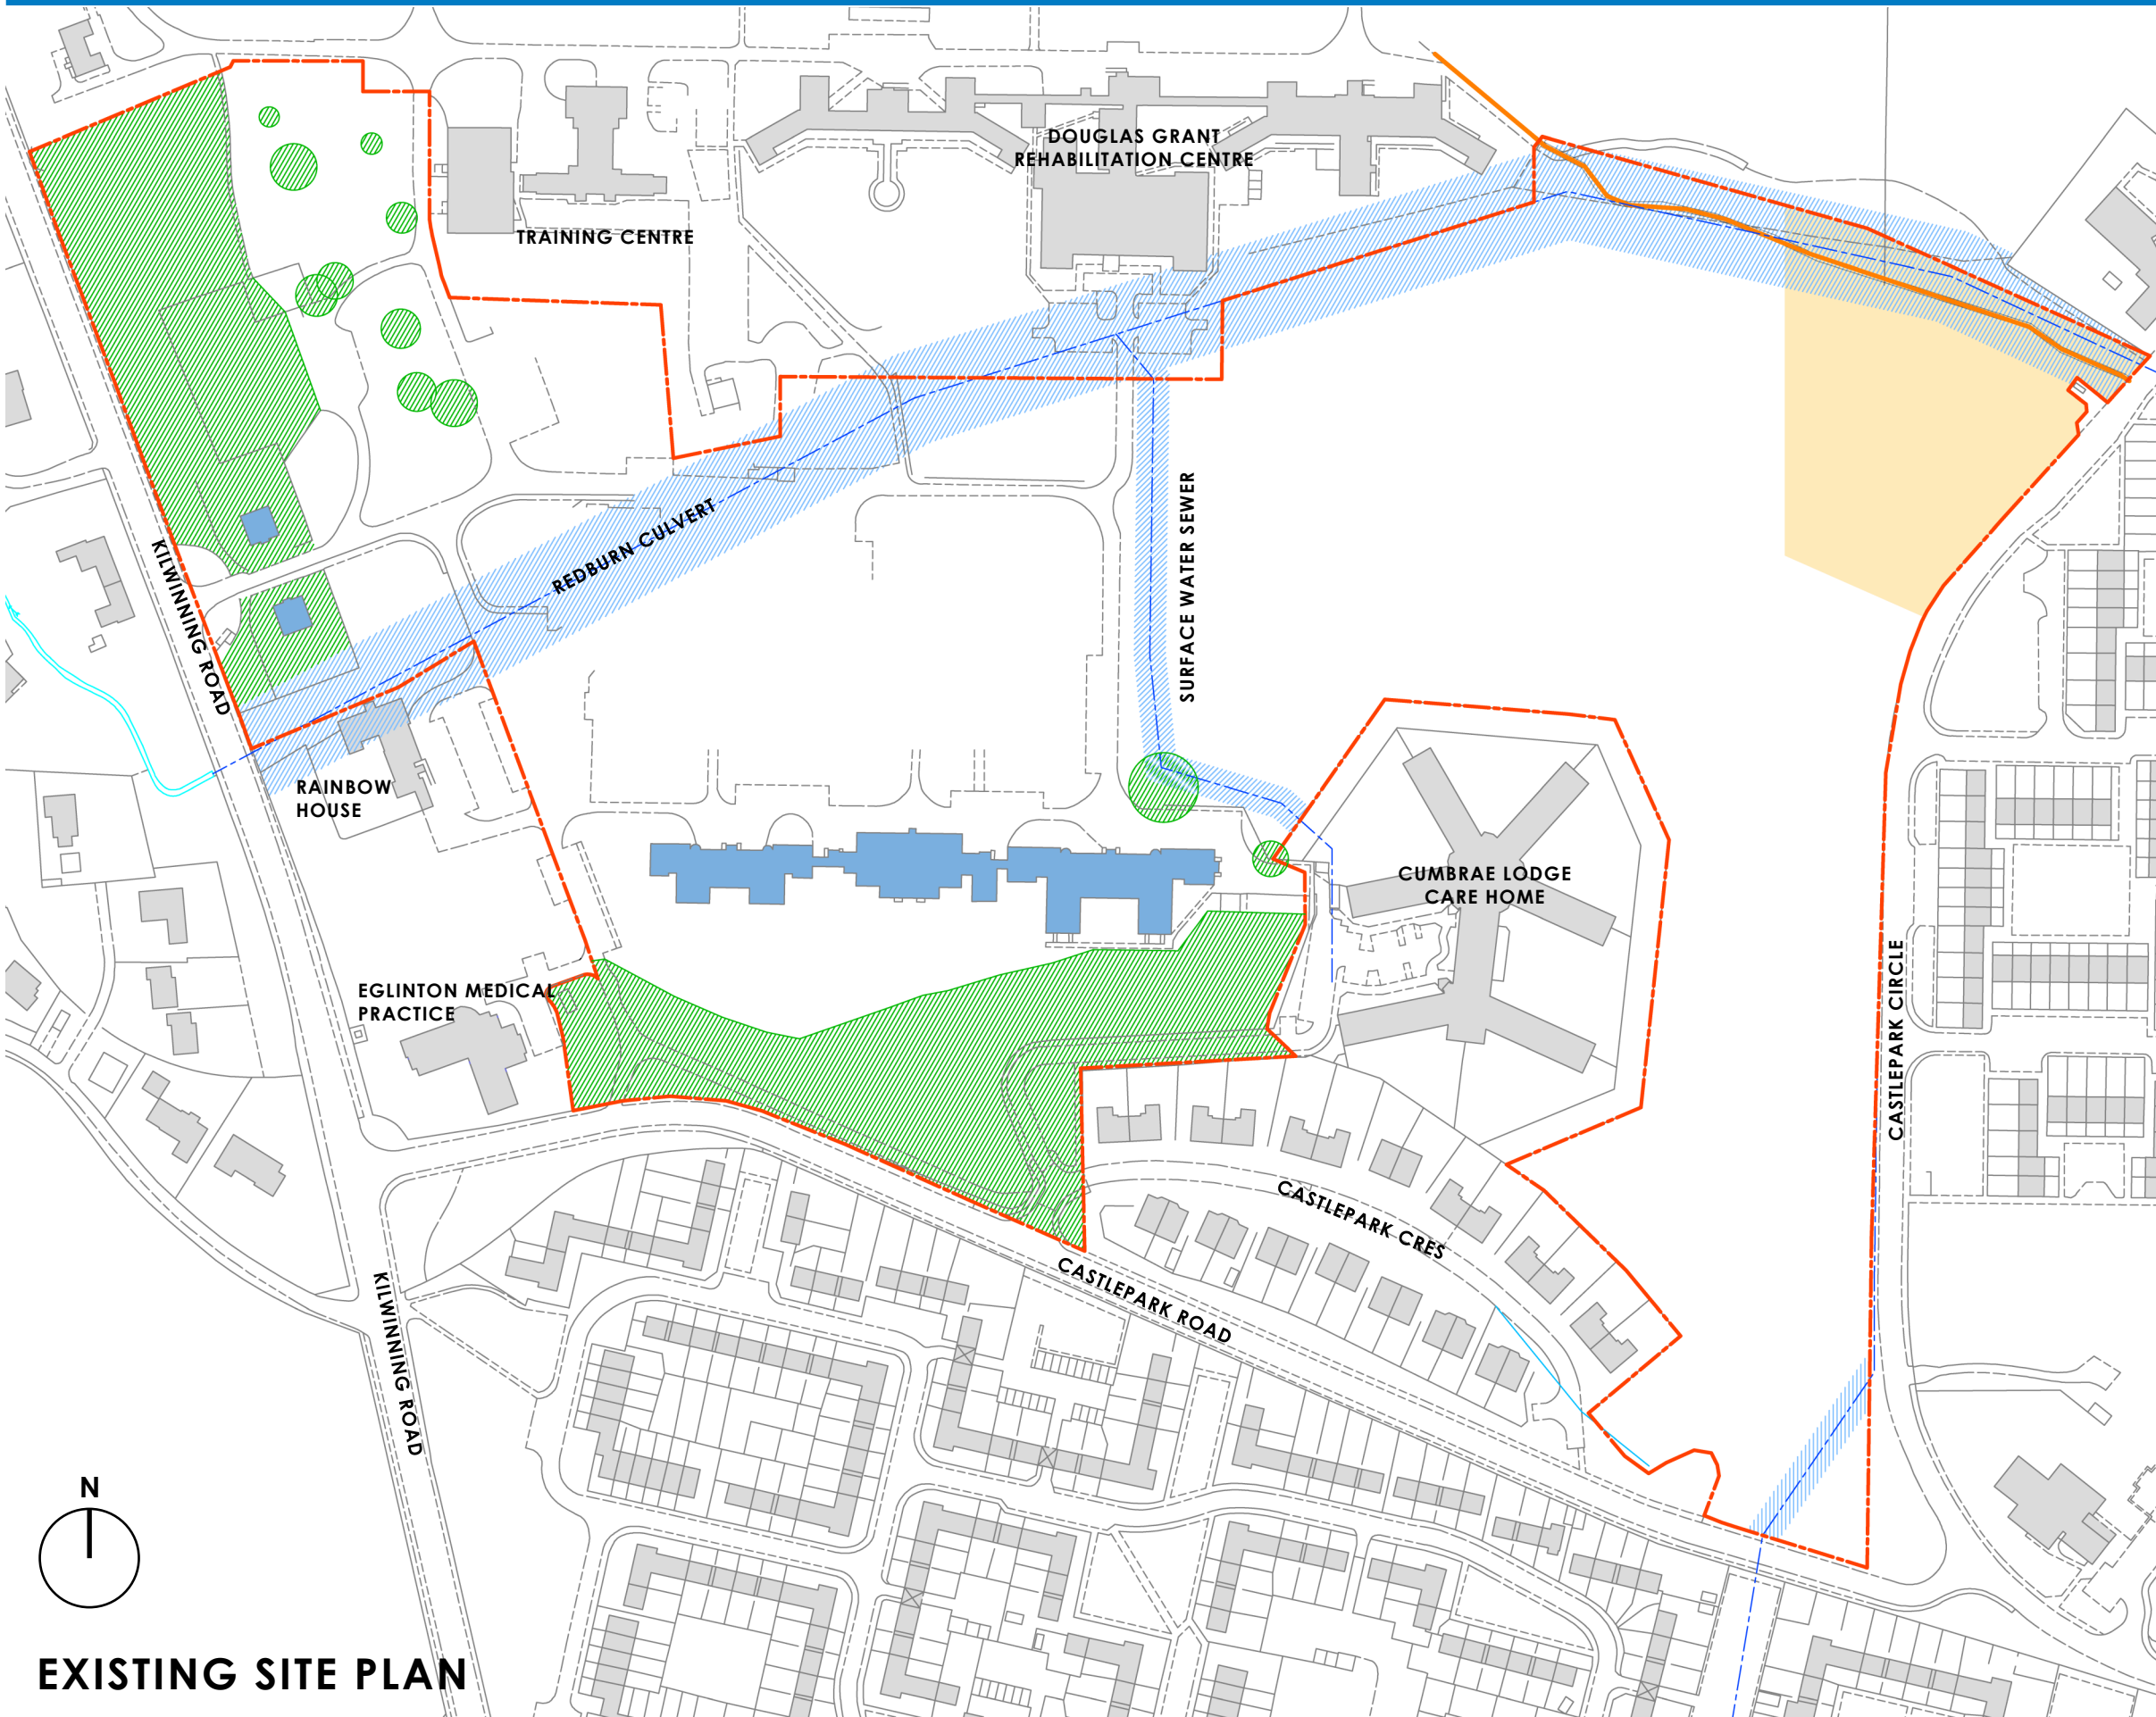 DOUGLAS GRANT
REHABILITATION CENTRE
TRAINING CENTRE
REDBURN CULVERT
SURFACE WATER SEWER
KILWINNING ROAD
RAINBOW
HOUSE
CUMBRAE LODGE
CARE HOME
EGLINTON MEDICAL
PRACTICE
CASTLEPARK CIRCLE
CASTLEPARK CRES
CASTLEPARK ROAD
KILWINNING ROAD
N
EXISTING SITE PLAN